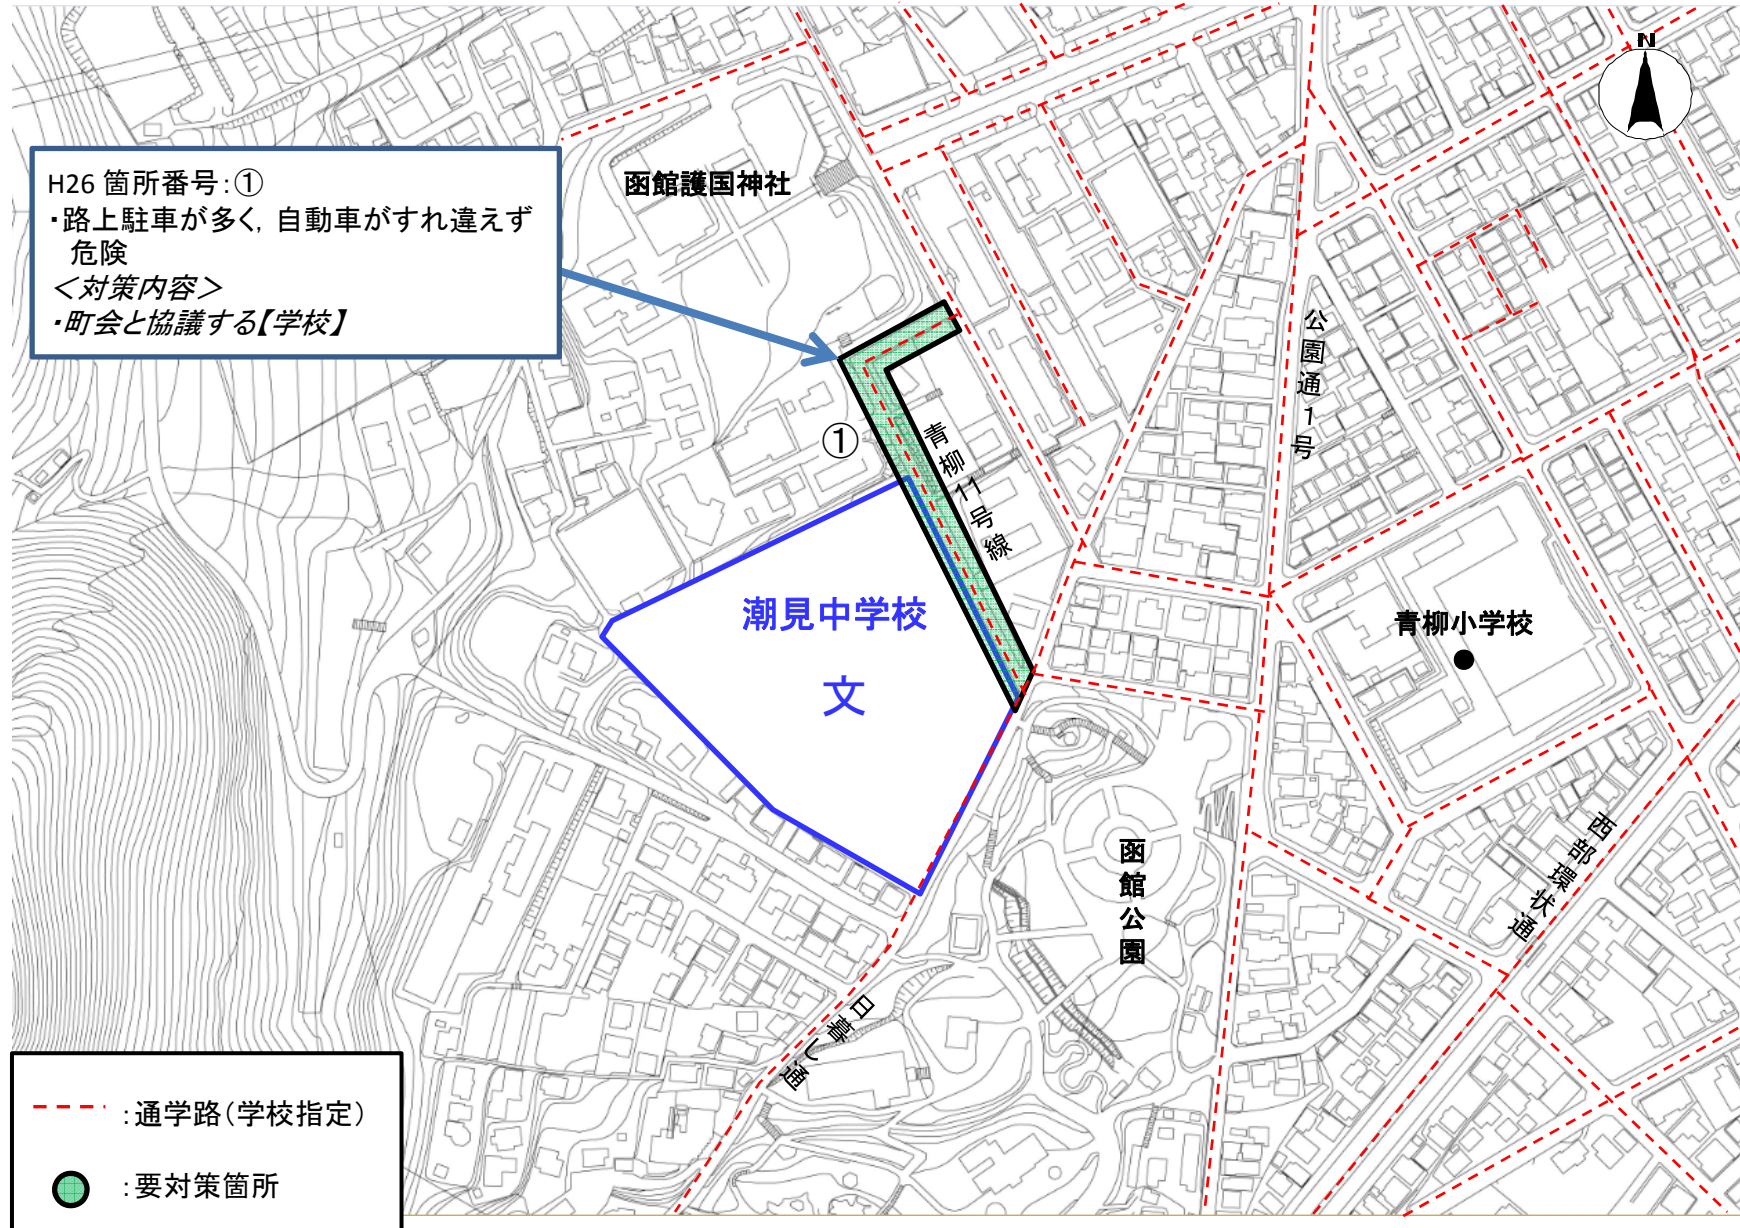 N
H26 箇所番号:①
・路上駐車が多く, 自動車がすれ違えず
危険
<対策内容>
・町会と協議する【学校】
函館護国神社
公園通1号
①
青柳11号線
潮見中学校
文
青柳小学校
函館公園
西部環状通
日暮し通
:通学路(学校指定)
:要対策箇所